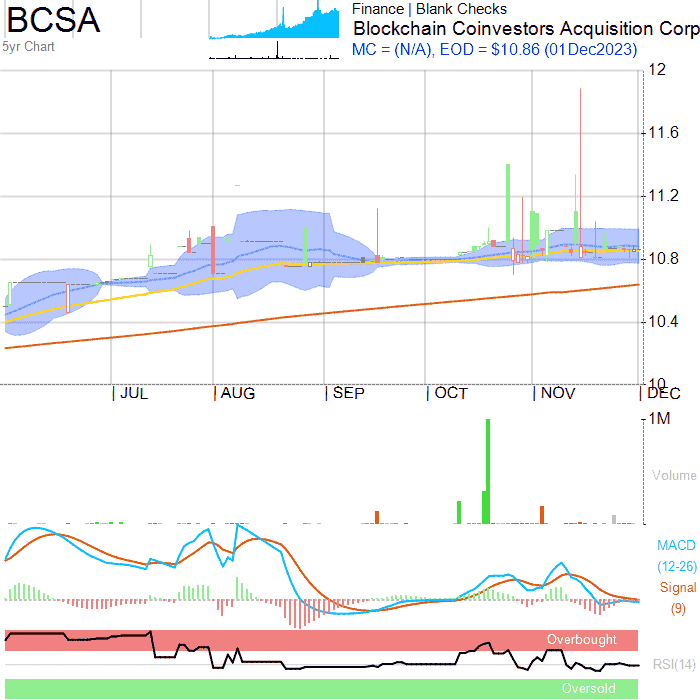 BCSA
5yr Chart
Finance | Blank Checks
Blockchain Coinvestors Acquisition Corp
MC = (N/A), EOD = $10.86 (01Dec2023)
12
11.6
11.2
10.8
10.4
10
JUL
AUG
SEP
OCT
NOV
DEC
1M
Volume
MACD
(12-26)
Signal
(9)
Overbought
RSI(14)
Oversold